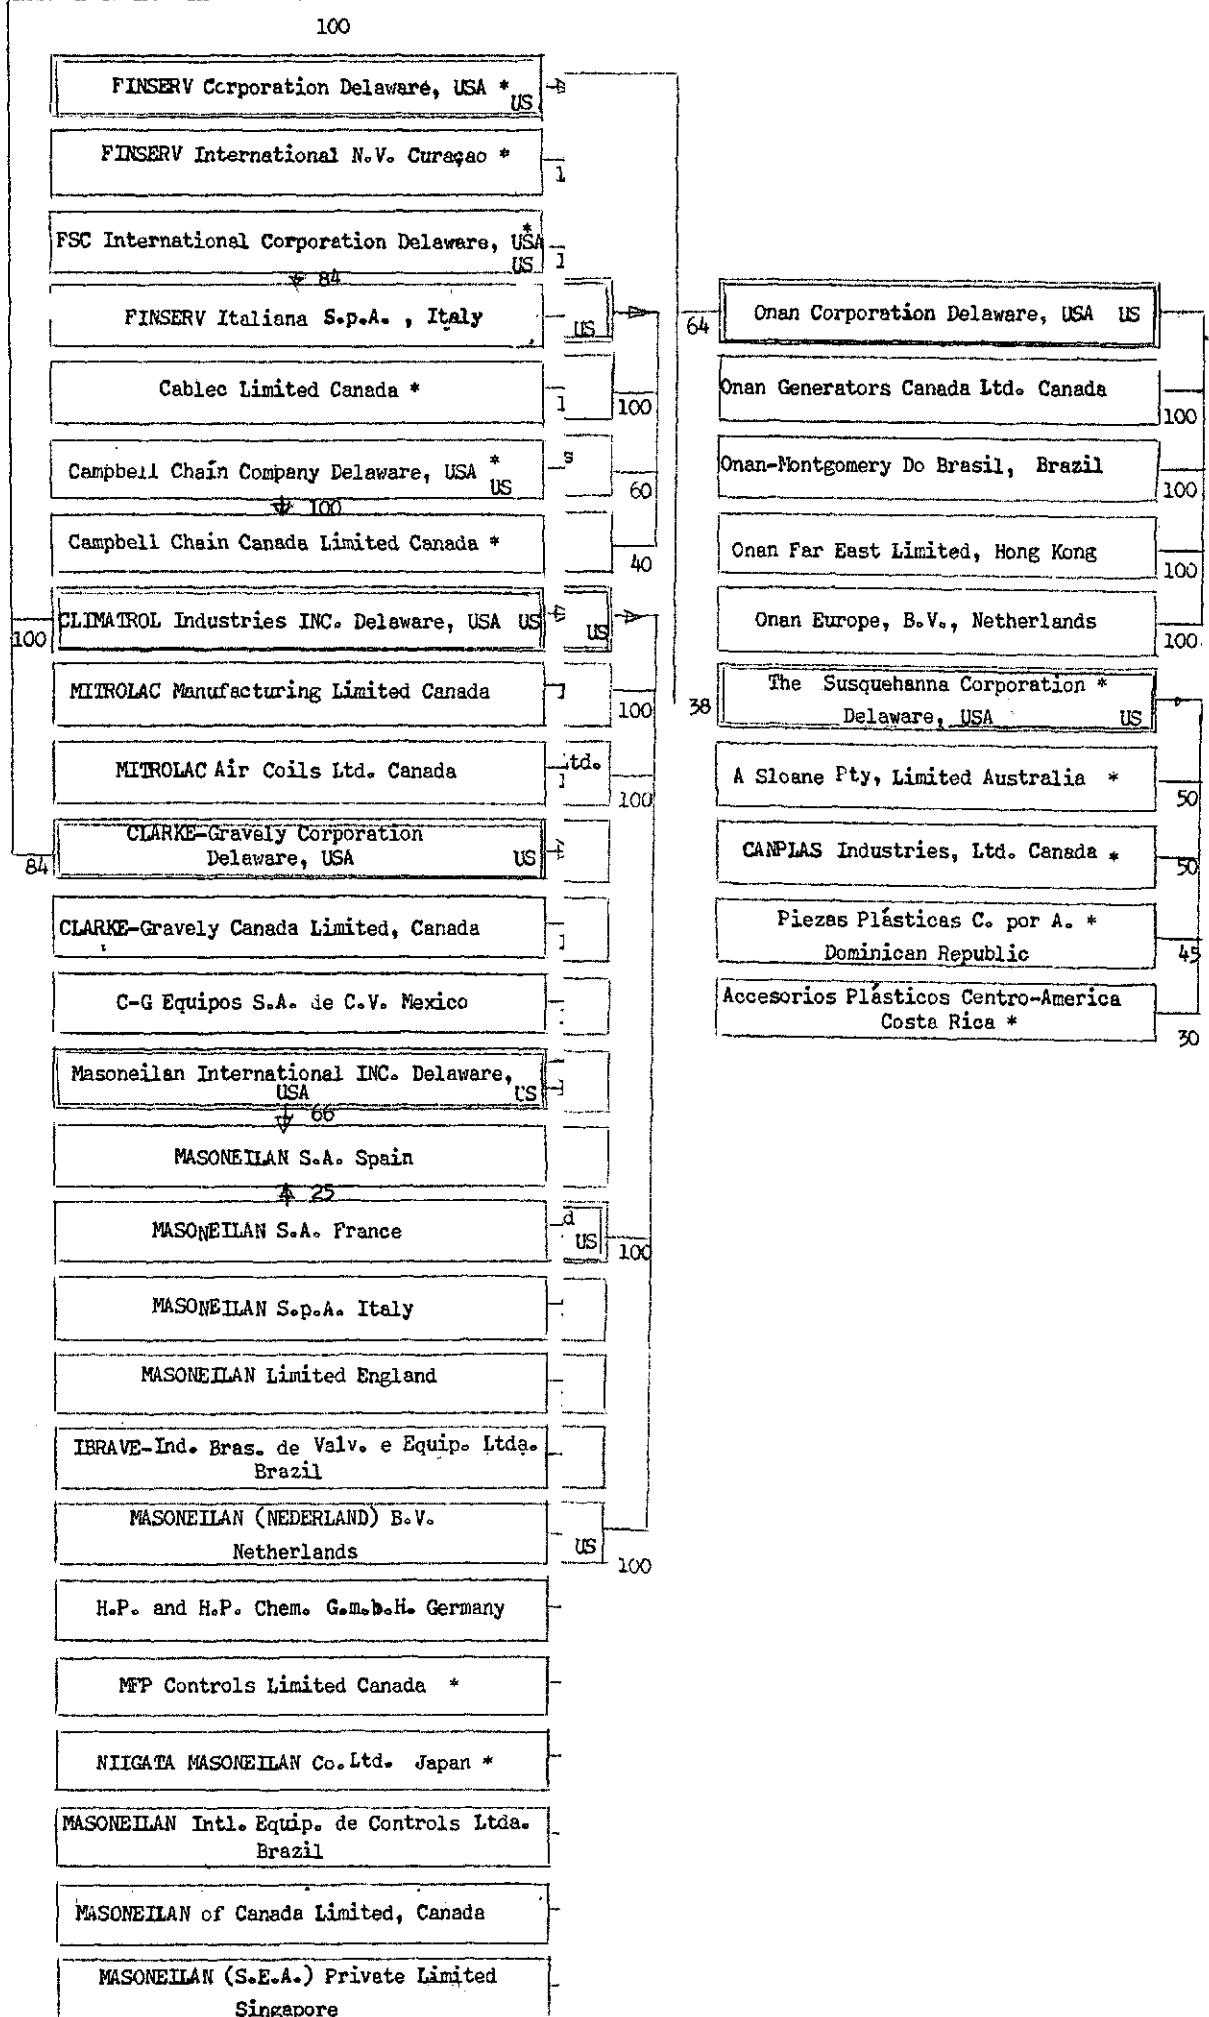 100
FINSERV Corporation Delaware, USA *
US
FINSERV International N.V. Curaçao *
1
FSC International Corporation Delaware, USA *
US
1
84
FINSERV Italiana S.p.A. , Italy
US
Cablec Limited Canada *
1
100
Campbell Chain Company Delaware, USA *
US
s
60
100
Campbell Chain Canada Limited Canada *
40
100
CLIMATROL Industries INC. Delaware, USA US
US
MITROLAC Manufacturing Limited Canada
100
MITROLAC Air Coils Ltd. Canada
td.
1
100
84
CLARKE-Gravely Corporation
Delaware, USA US
CLARKE-Gravely Canada Limited, Canada
C-G Equipos S.A. de C.V. Mexico
Masoneilan International INC. Delaware,
USA US
66
MASONEILAN S.A. Spain
25
MASONEILAN S.A. France
d
US
100
MASONEILAN S.p.A. Italy
MASONEILAN Limited England
IBRAVE-Ind. Bras. de Valv. e Equip. Ltda.
Brazil
MASONEILAN (NEDERLAND) B.V.
Netherlands
US
100
H.P. and H.P. Chem. G.m.b.H. Germany
MFP Controls Limited Canada *
NIIGATA MASONEILAN Co.Ltd. Japan *
MASONEILAN Intl. Equip. de Controls Ltda.
Brazil
MASONEILAN of Canada Limited, Canada
MASONEILAN (S.E.A.) Private Limited
Singapore
64
Onan Corporation Delaware, USA US
Onan Generators Canada Ltd. Canada
100
Onan-Montgomery Do Brasil, Brazil
100
Onan Far East Limited, Hong Kong
100
Onan Europe, B.V., Netherlands
100
38
The Susquehanna Corporation *
Delaware, USA US
A Sloane Pty, Limited Australia *
50
CANPLAS Industries, Ltd. Canada *
50
Piezas Plásticas C. por A. *
Dominican Republic
45
Accesorios Plásticos Centro-America
Costa Rica *
30